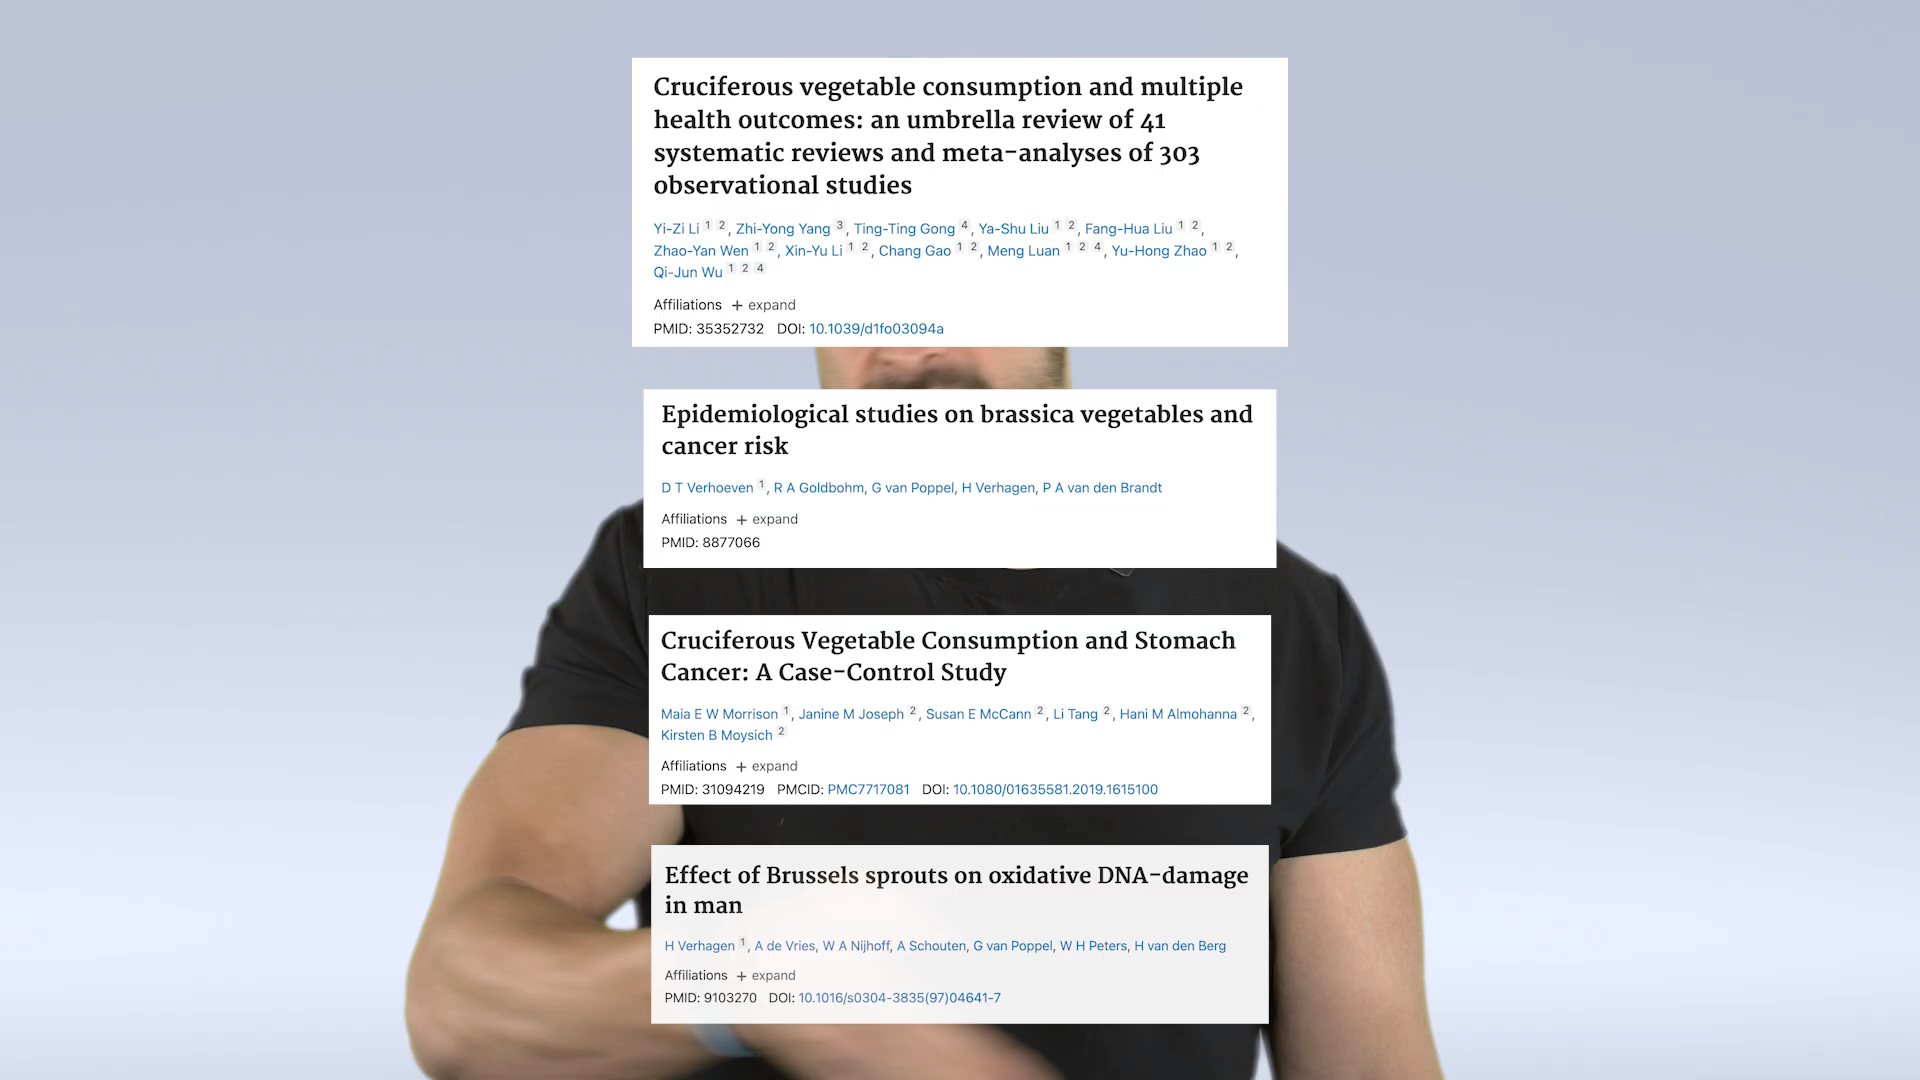 Cruciferous vegetable consumption and multiple
health outcomes: an umbrella review of 41
systematic reviews and meta-analyses of 303
observational studies
Yi-Zi Li 1 2, Zhi-Yong Yang 3, Ting-Ting Gong 4, Ya-Shu Liu 1 2, Fang-Hua Liu 1 2,
Zhao-Yan Wen 1 2, Xin-Yu Li 1 2, Chang Gao 1 2, Meng Luan 1 2 4, Yu-Hong Zhao 1 2,
Qi-Jun Wu 1 2 4
Affiliations + expand
PMID: 35352732 DOI: 10.1039/d1fo03094a
Epidemiological studies on brassica vegetables and
cancer risk
D T Verhoeven 1, R A Goldbohm, G van Poppel, H Verhagen, P A van den Brandt
Affiliations + expand
PMID: 8877066
Cruciferous Vegetable Consumption and Stomach
Cancer: A Case-Control Study
Maia E W Morrison 1, Janine M Joseph 2, Susan E McCann 2, Li Tang 2, Hani M Almohanna 2,
Kirsten B Moysich 2
Affiliations + expand
PMID: 31094219 PMCID: PMC7717081 DOI: 10.1080/01635581.2019.1615100
Effect of Brussels sprouts on oxidative DNA-damage
in man
H Verhagen 1, A de Vries, W A Nijhoff, A Schouten, G van Poppel, W H Peters, H van den Berg
Affiliations + expand
PMID: 9103270 DOI: 10.1016/s0304-3835(97)04641-7